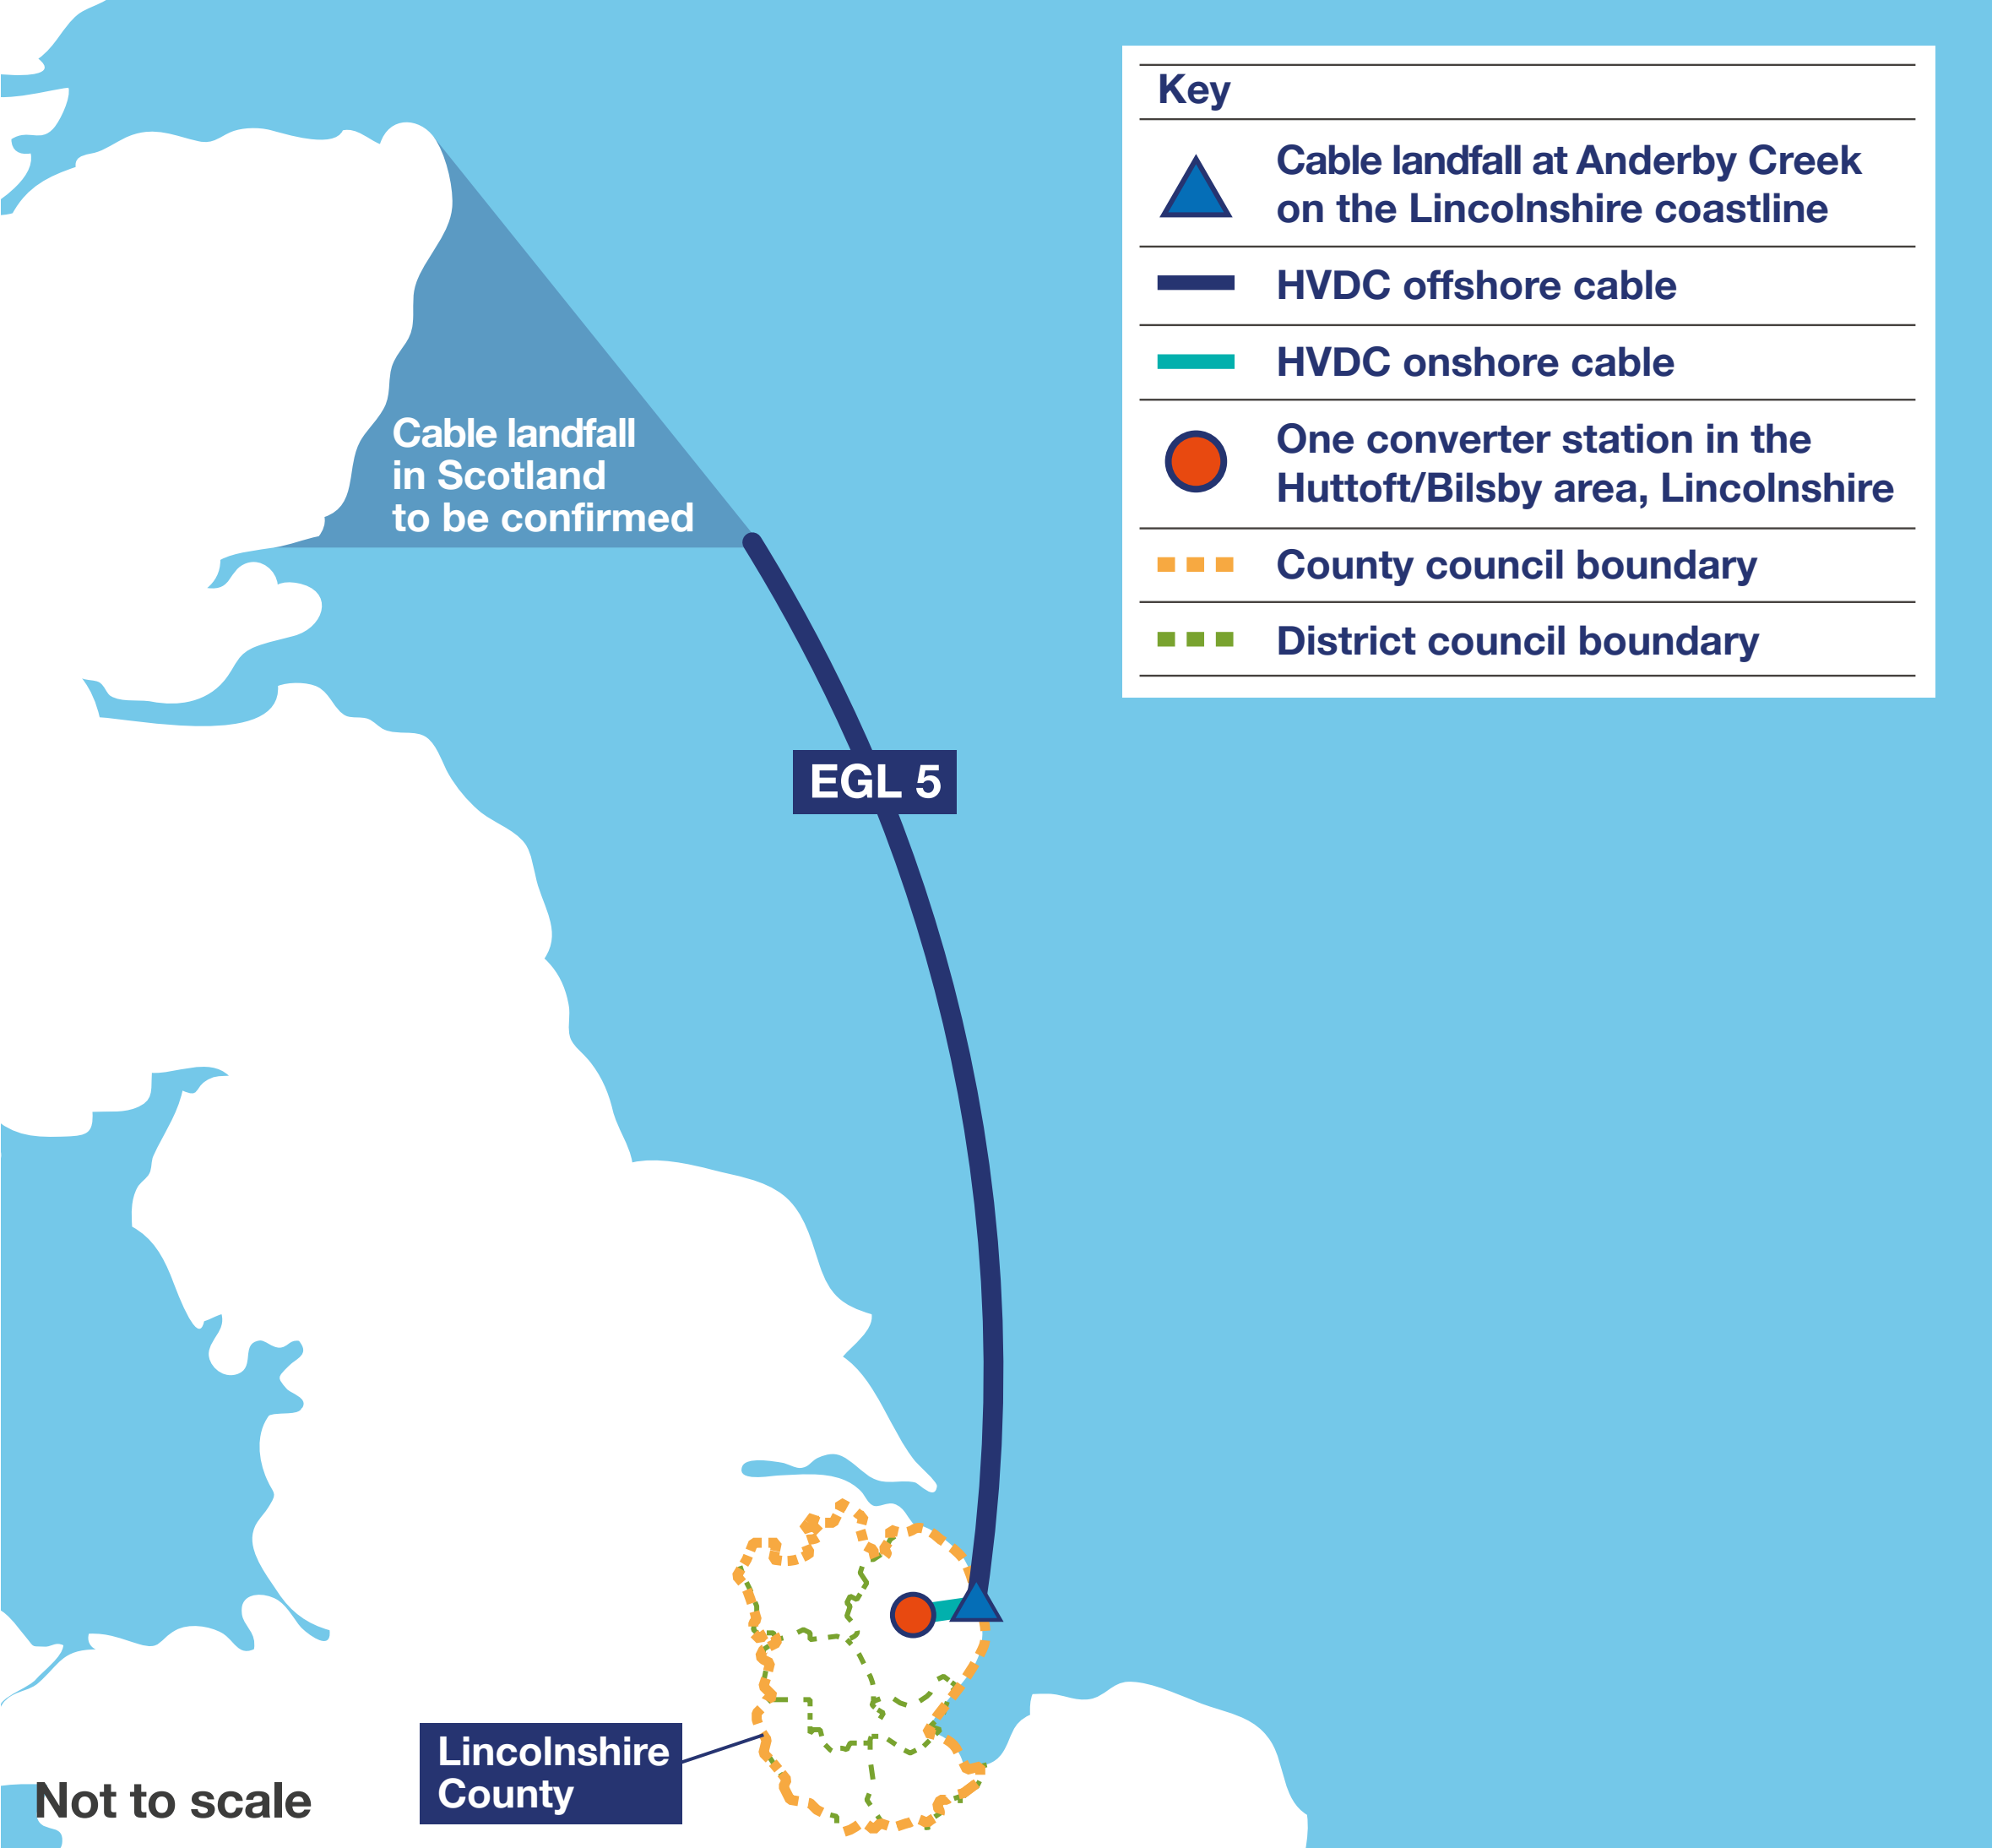 Key
Cable landfall at Anderby Creek
on the Lincolnshire coastline
HVDC offshore cable
HVDC onshore cable
One converter station in the
Huttoft/Bilsby area, Lincolnshire
County council boundary
District council boundary
Cable landfall
in Scotland
to be confirmed
EGL 5
Lincolnshire
County
Not to scale